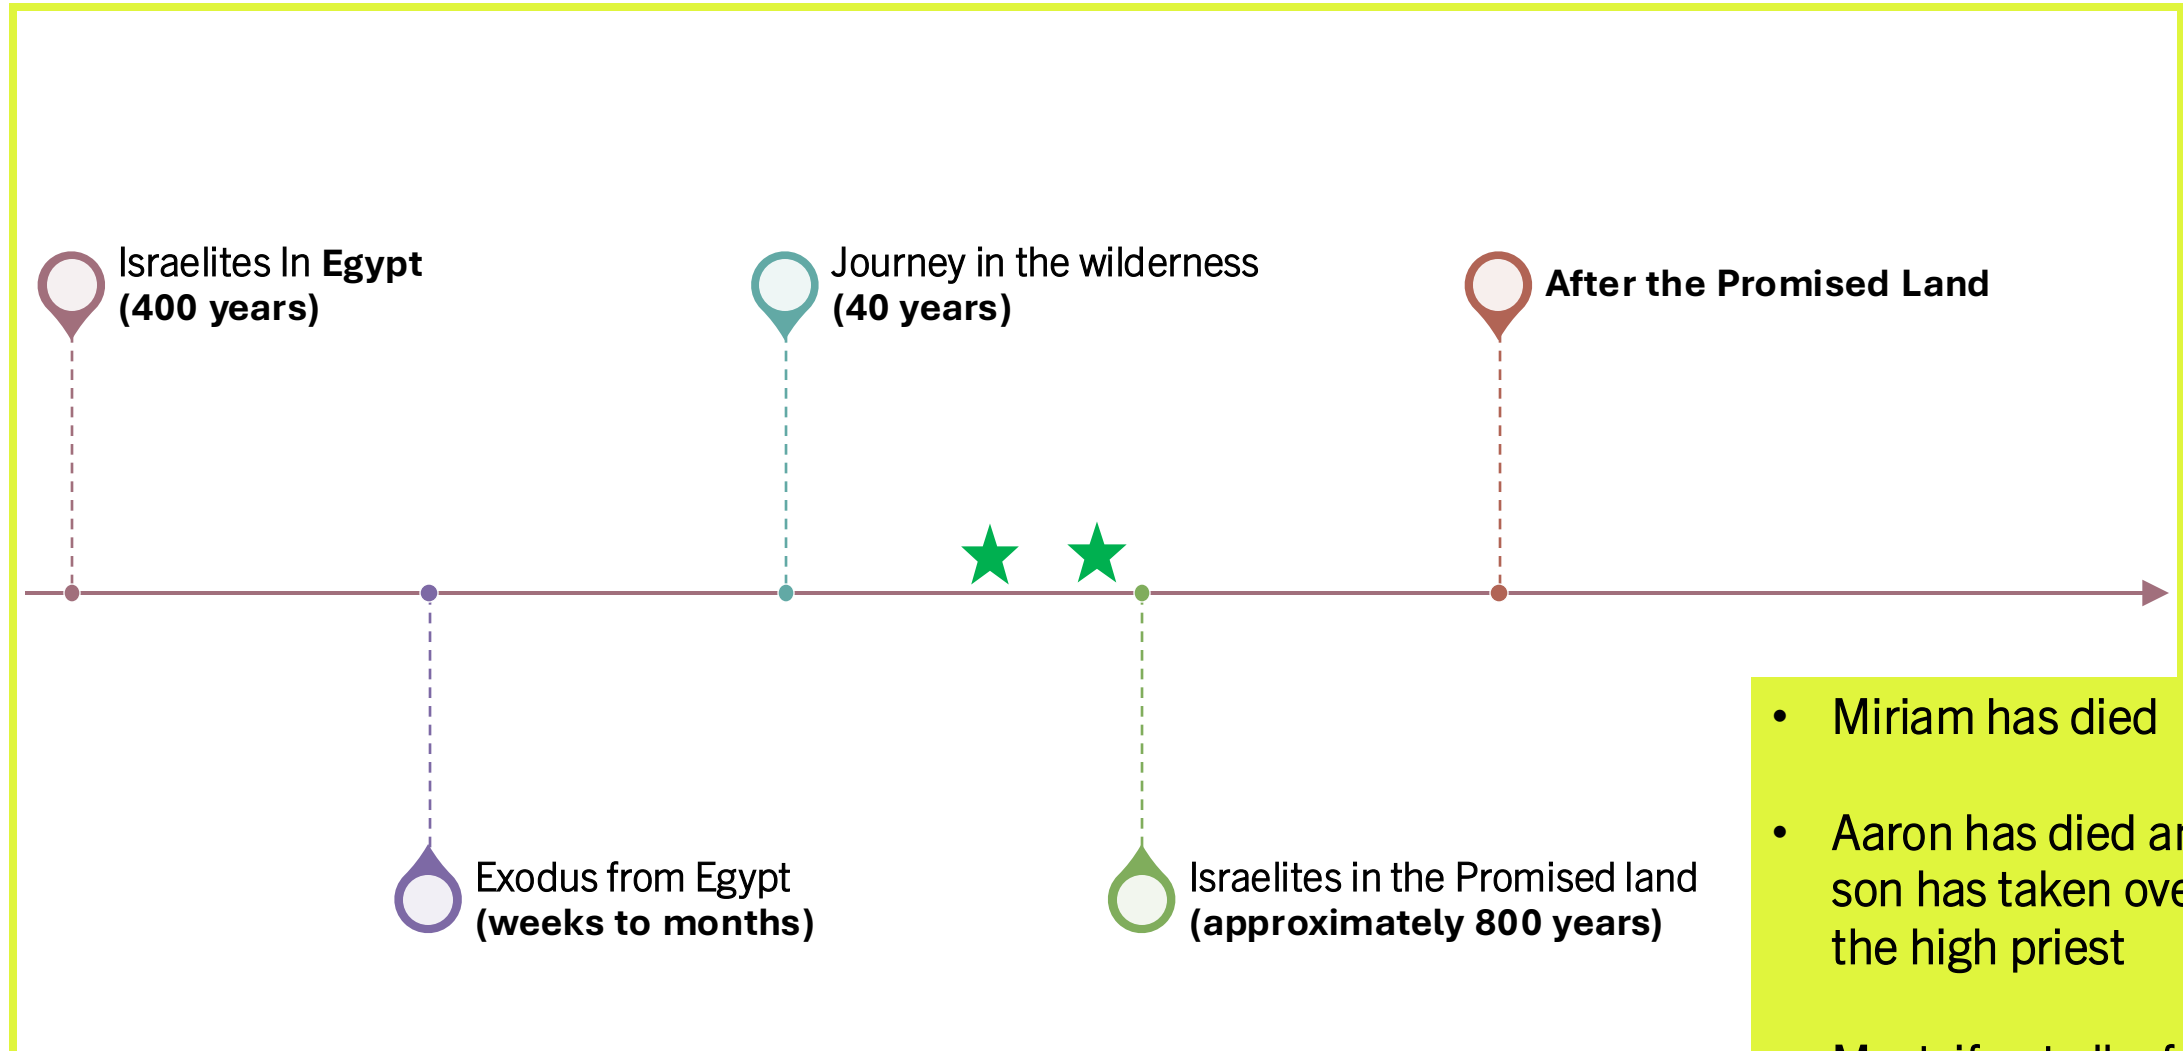 Israelites In Egypt
(400 years)
Journey in the wilderness
(40 years)
After the Promised Land
Exodus from Egypt
(weeks to months)
Israelites in the Promised land
(approximately 800 years)
• Miriam has died
• Aaron has died
son has taken
the high priest